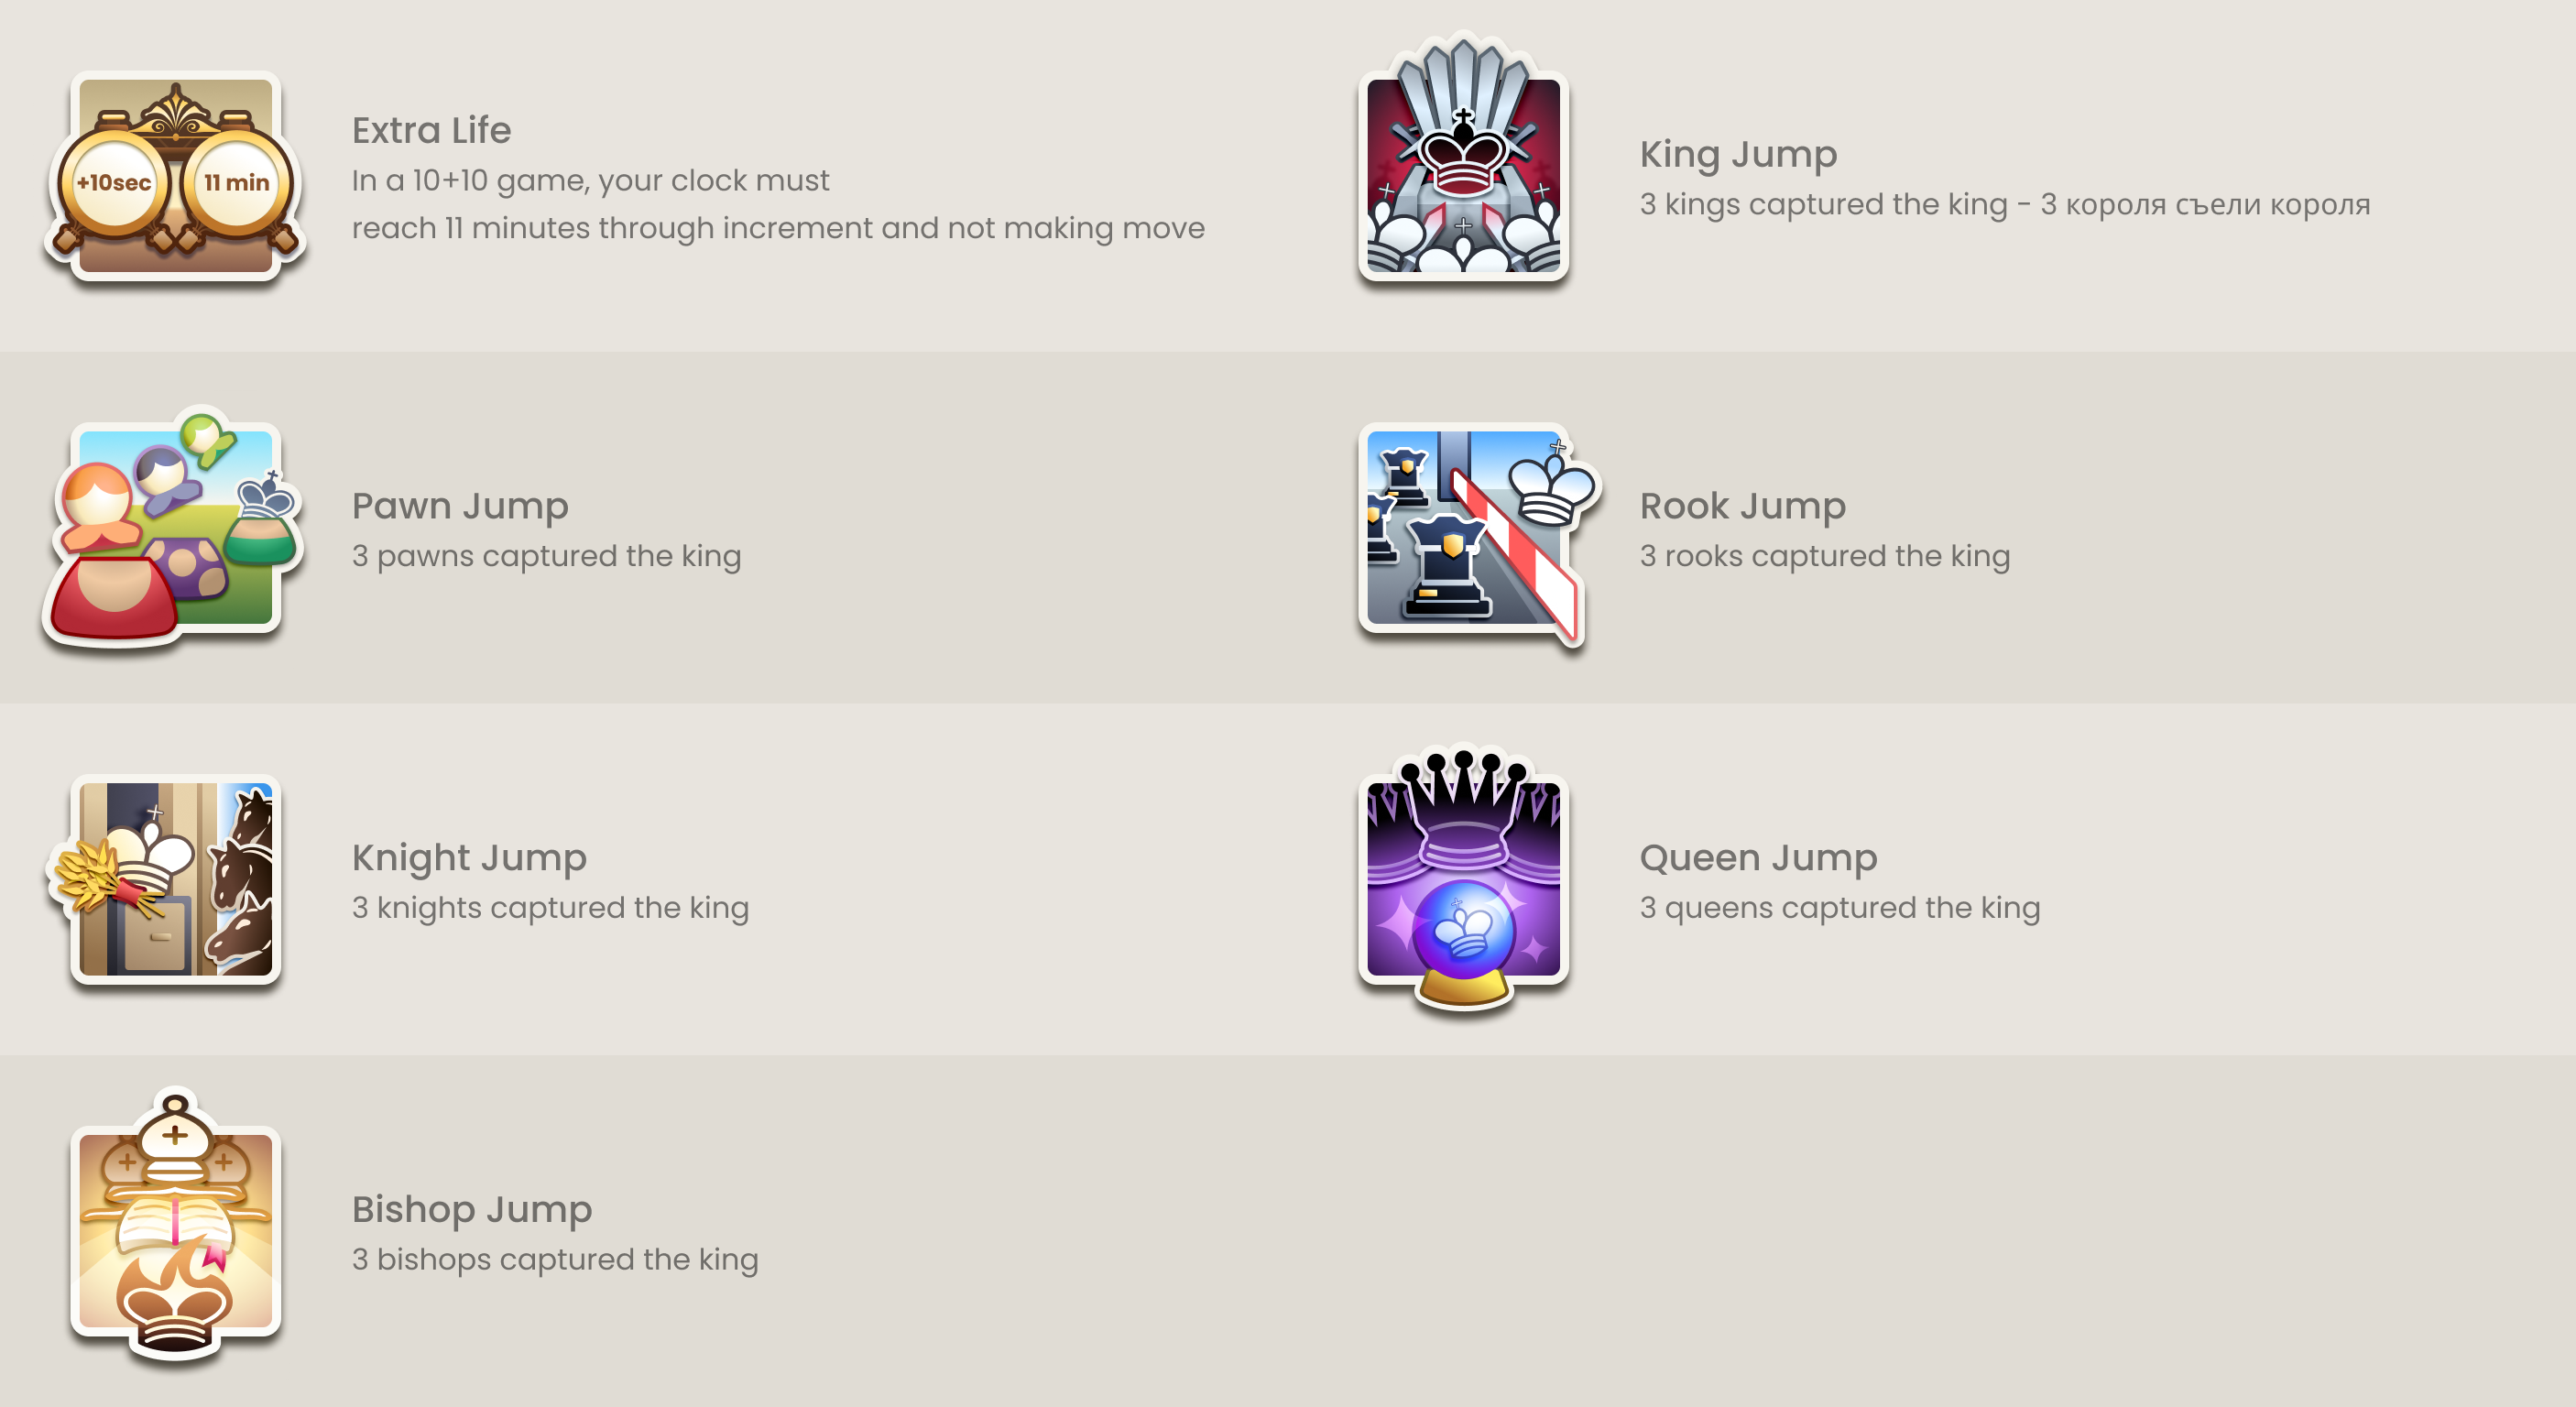 +10sec
11 min
Extra Life
In a 10+10 game, your clock must
reach 11 minutes through increment and not making move
King Jump
3 kings captured the king - 3 короля съели короля
Pawn Jump
3 pawns captured the king
Rook Jump
3 rooks captured the king
Knight Jump
3 knights captured the king
Queen Jump
3 queens captured the king
Bishop Jump
3 bishops captured the king